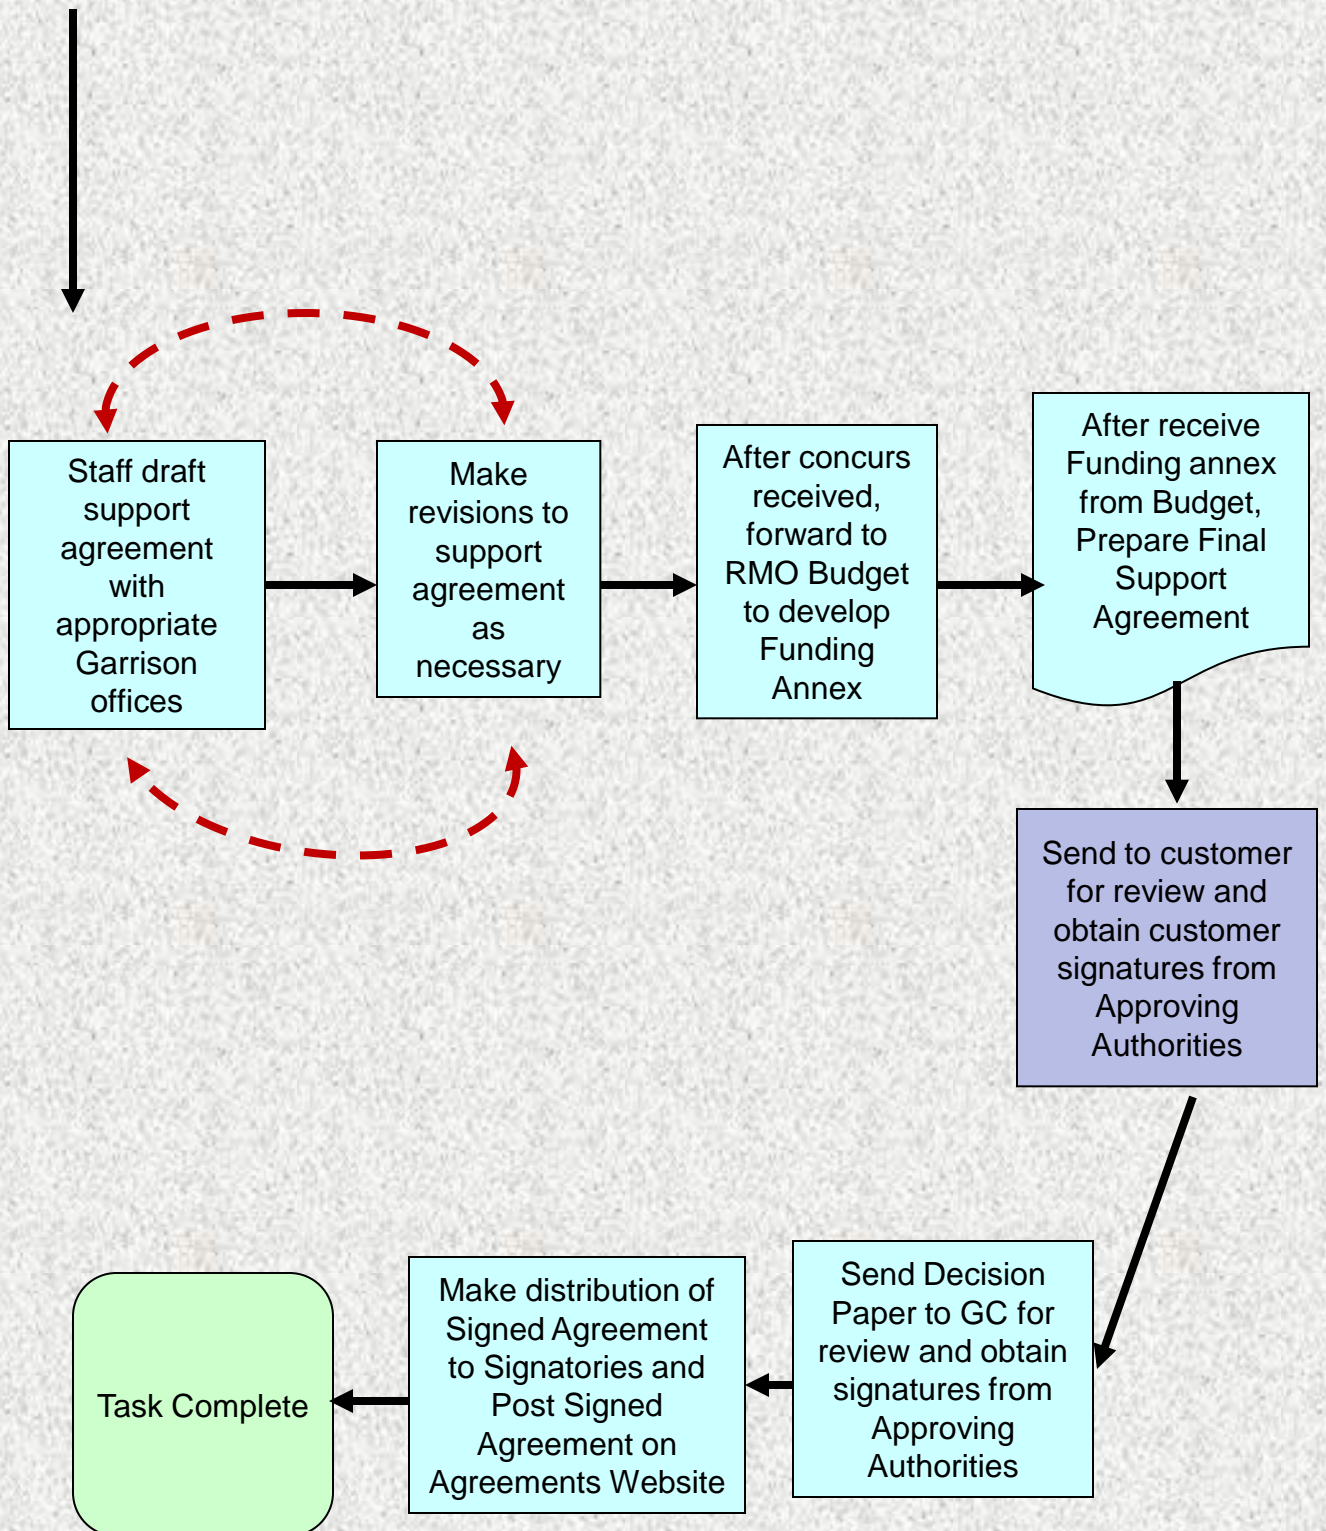 Staff draft
support
agreement
with
appropriate
Garrison
offices
Make
revisions to
support
agreement
as
necessary
After concurs
received,
forward to
RMO Budget
to develop
Funding
Annex
After receive
Funding annex
from Budget,
Prepare Final
Support
Agreement
Send to customer
for review and
obtain customer
signatures from
Approving
Authorities
Send Decision
Paper to GC for
review and obtain
signatures from
Approving
Authorities
Make distribution of
Signed Agreement
to Signatories and
Post Signed
Agreement on
Agreements Website
Task Complete